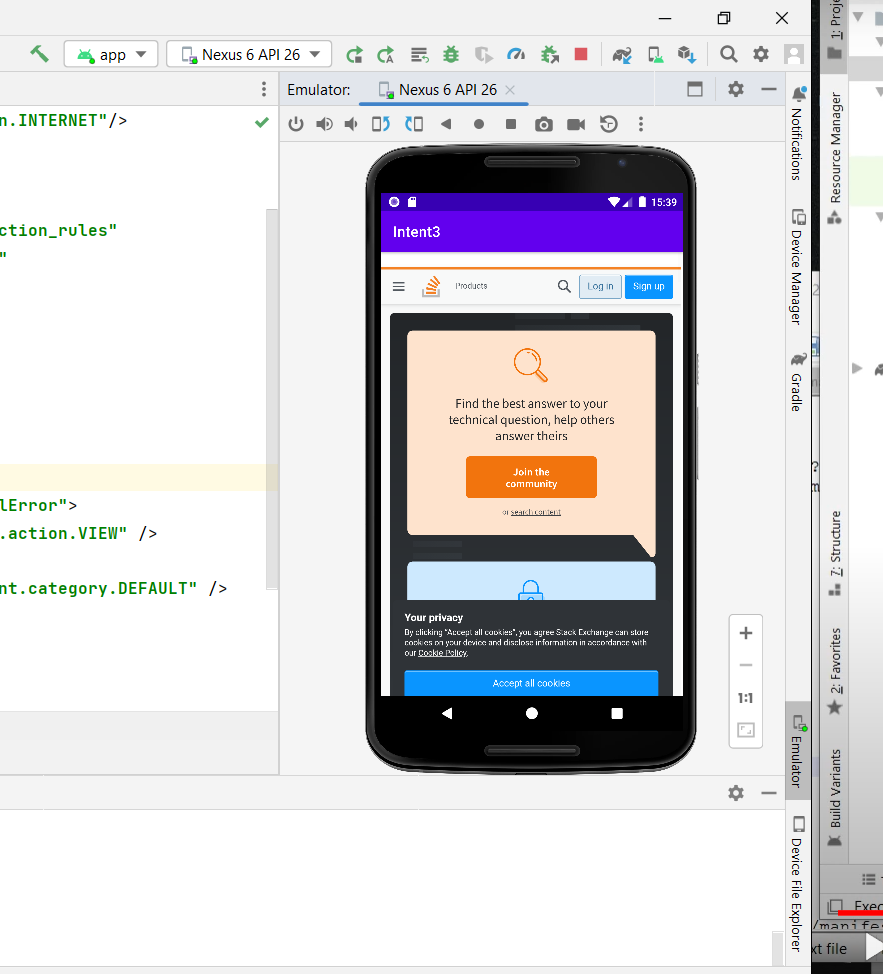 app
Nexus 6 API 26
Emulator:
Nexus 6 API 26
n.INTERNET"/>
ction_rules"
"
lError">
.action.VIEW" />
nt.category.DEFAULT" />
15:39
Intent3
Products
Log in
Sign up
Find the best answer to your
technical question, help others
answer theirs
Join the
community
or search content
Your privacy
By clicking "Accept all cookies", you agree Stack Exchange can store
cookies on your device and disclose information in accordance with
our Cookie Policy.
Accept all cookies
1:1
Notifications
Device Manager
Gradle
Emulator
Device File Explorer
1: Proje
Resource Manager
7: Structure
2: Favorites
Build Variants
Exec
/manifes
xt file